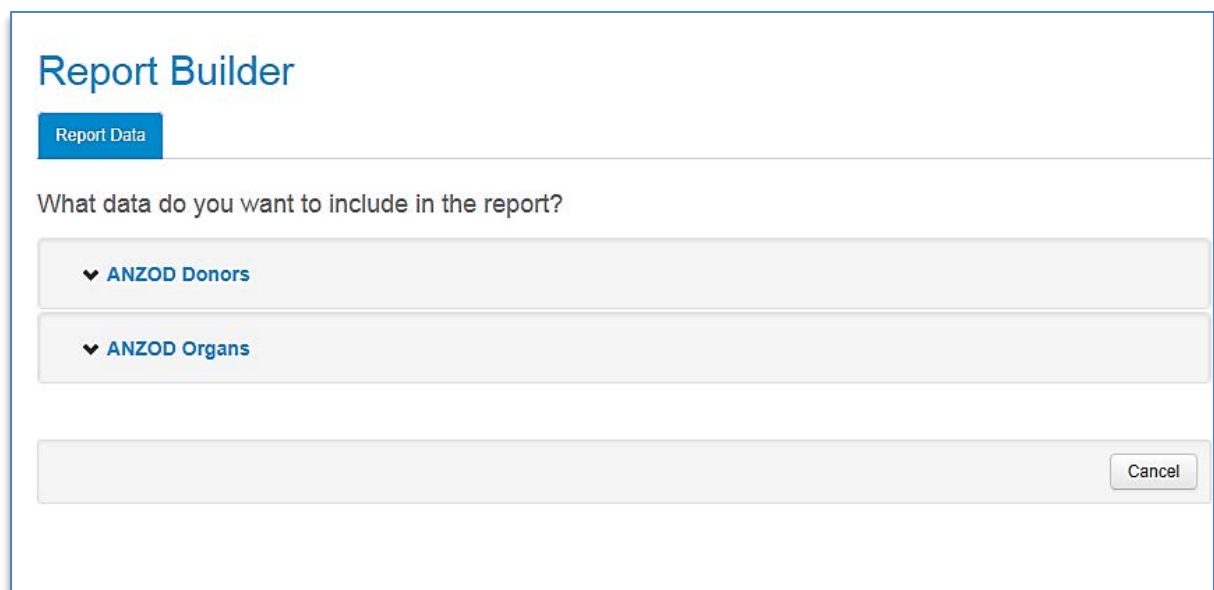 Report Builder
Report Data
What data do you want to include in the report?
ANZOD Donors
ANZOD Organs
Cancel